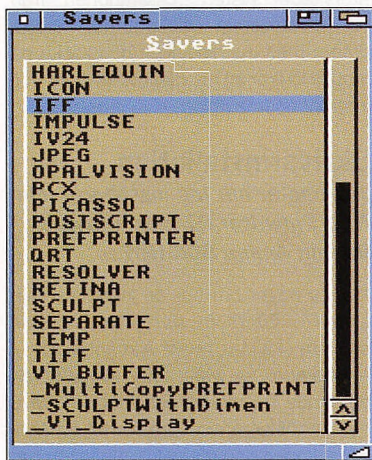 Savers
Savers
HARLEQUIN
ICON
IFF
IMPULSE
IV24
JPEG
OPALVISION
PCX
PICASSO
POSTSCRIPT
PREFPRINTER
QRT
RESOLVER
RETINA
SCULPT
SEPARATE
TEMP
TIFF
VT_BUFFER
_MultiCopyPREFPRINT
_SCULPTWithDimen
_VT_Display